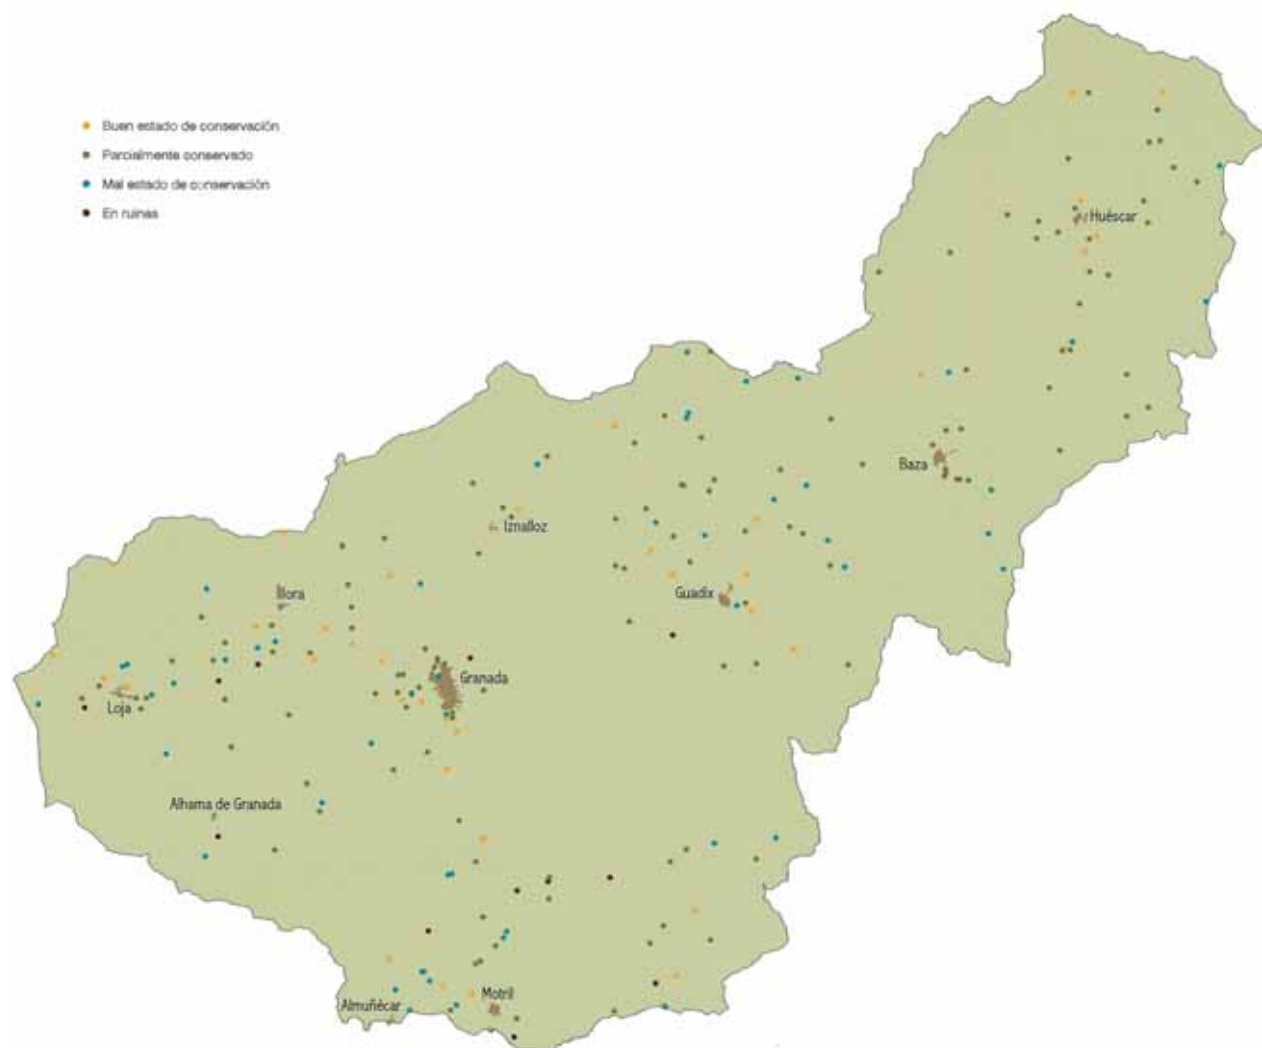 Buen estado de conservación
Parcialmente conservado
Mal estado de conservación
En ruinas
Huéscar
Baza
Iznalloz
Guadix
Íllora
Granada
Loja
Alhama de Granada
Motril
Almuñécar